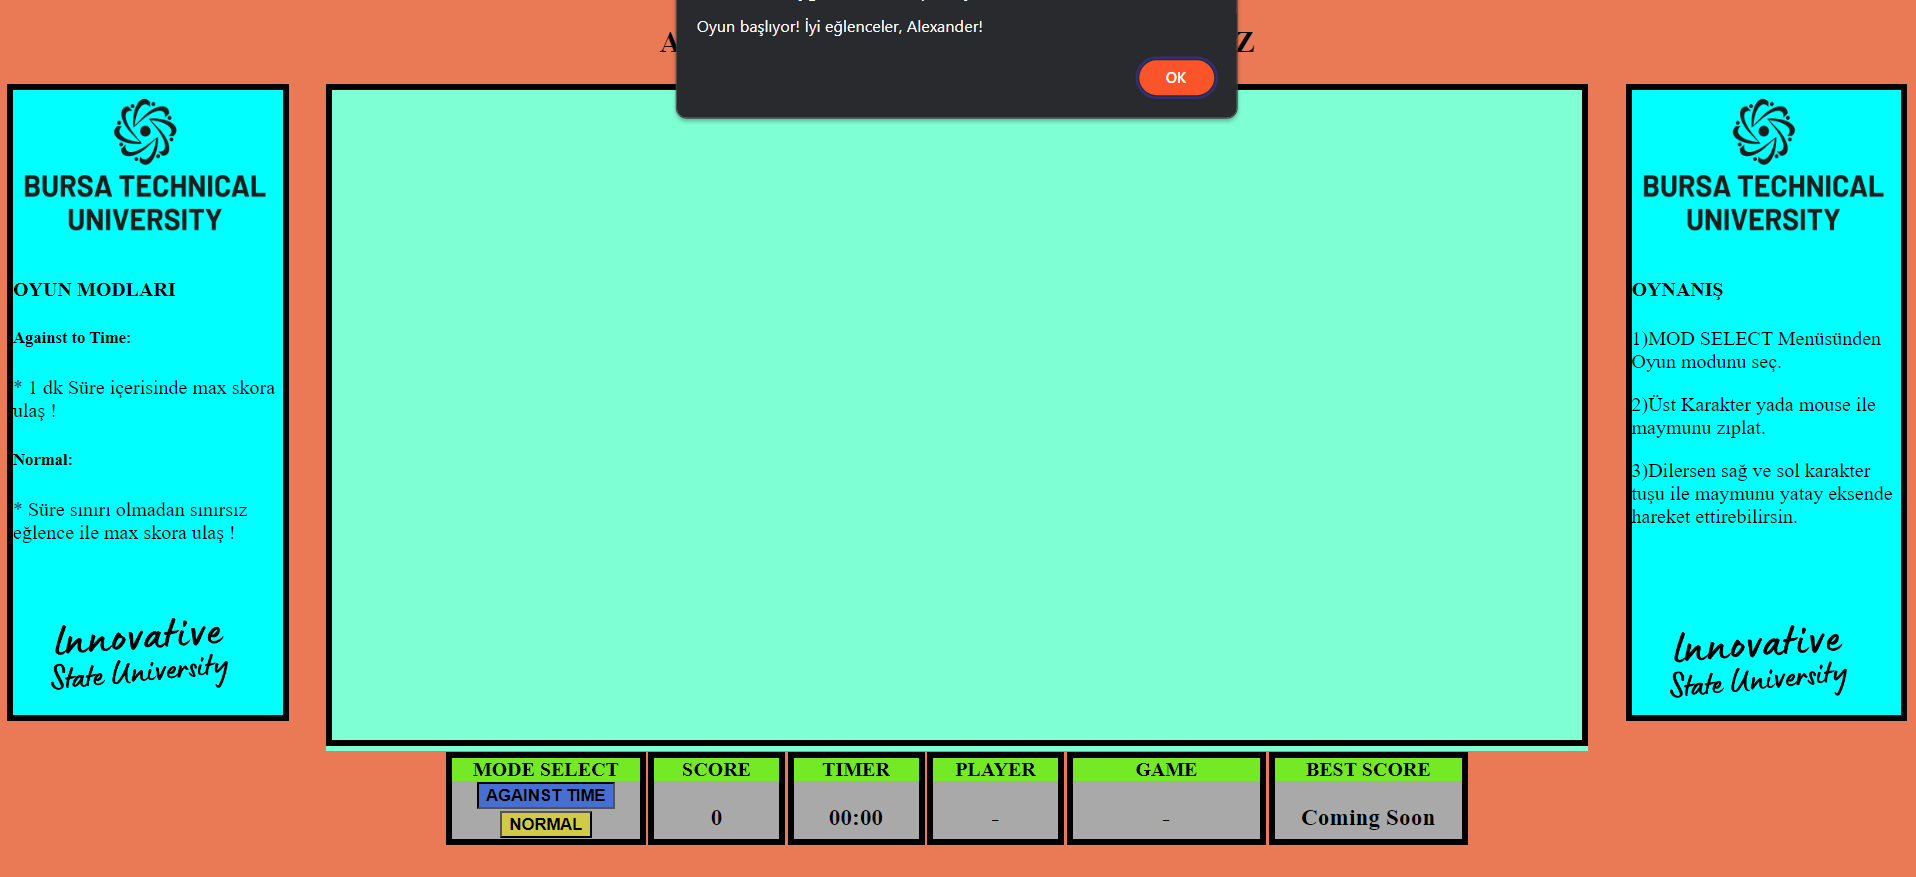 Oyun başlıyor! İyi eğlenceler, Alexander!
OK
BURSA TECHNICAL
UNIVERSITY
OYUN MODLARI
Against to Time:
* 1 dk Süre içerisinde max skora
ulaş !
Normal:
* Süre sınırı olmadan sınırsız
eğlence ile max skora ulaş !
Innovative
State University
BURSA TECHNICAL
UNIVERSITY
OYNANIŞ
1)MOD SELECT Menüsünden
Oyun modunu seç.
2)Üst Karakter yada mouse ile
maymunu zıplat.
3)Dilersen sağ ve sol karakter
tuşu ile maymunu yatay eksende
hareket ettirebilirsin.
Innovative
State University
MODE SELECT
AGAINST TIME
NORMAL
SCORE
0
TIMER
00:00
PLAYER
-
GAME
-
BEST SCORE
Coming Soon